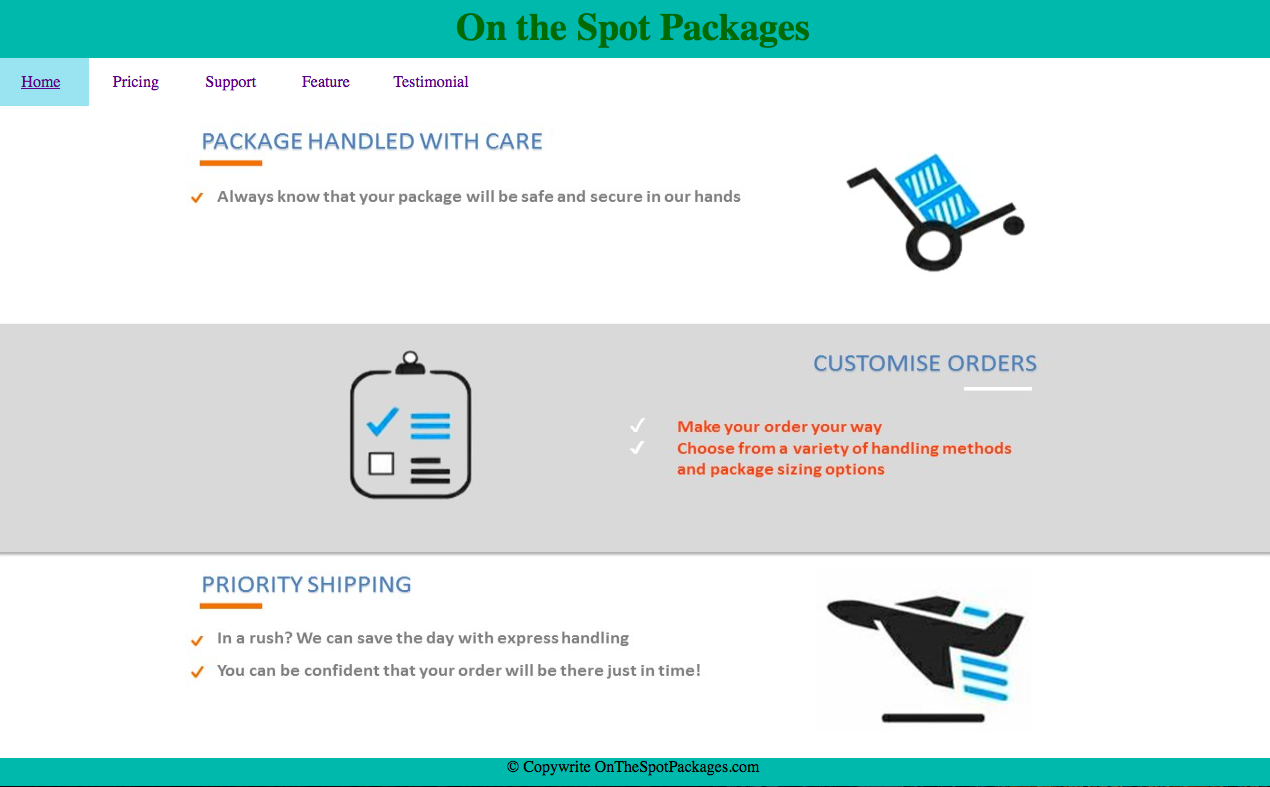 On the Spot Packages
Home Pricing Support Feature Testimonial
PACKAGE HANDLED WITH CARE
Always know that your package will be safe and secure in our hands
CUSTOMISE ORDERS
Make your order your way
Choose from a variety of handling methods
and package sizing options
PRIORITY SHIPPING
In a rush? We can save the day with express handling
You can be confident that your order will be there just in time!
© Copywrite OnTheSpotPackages.com